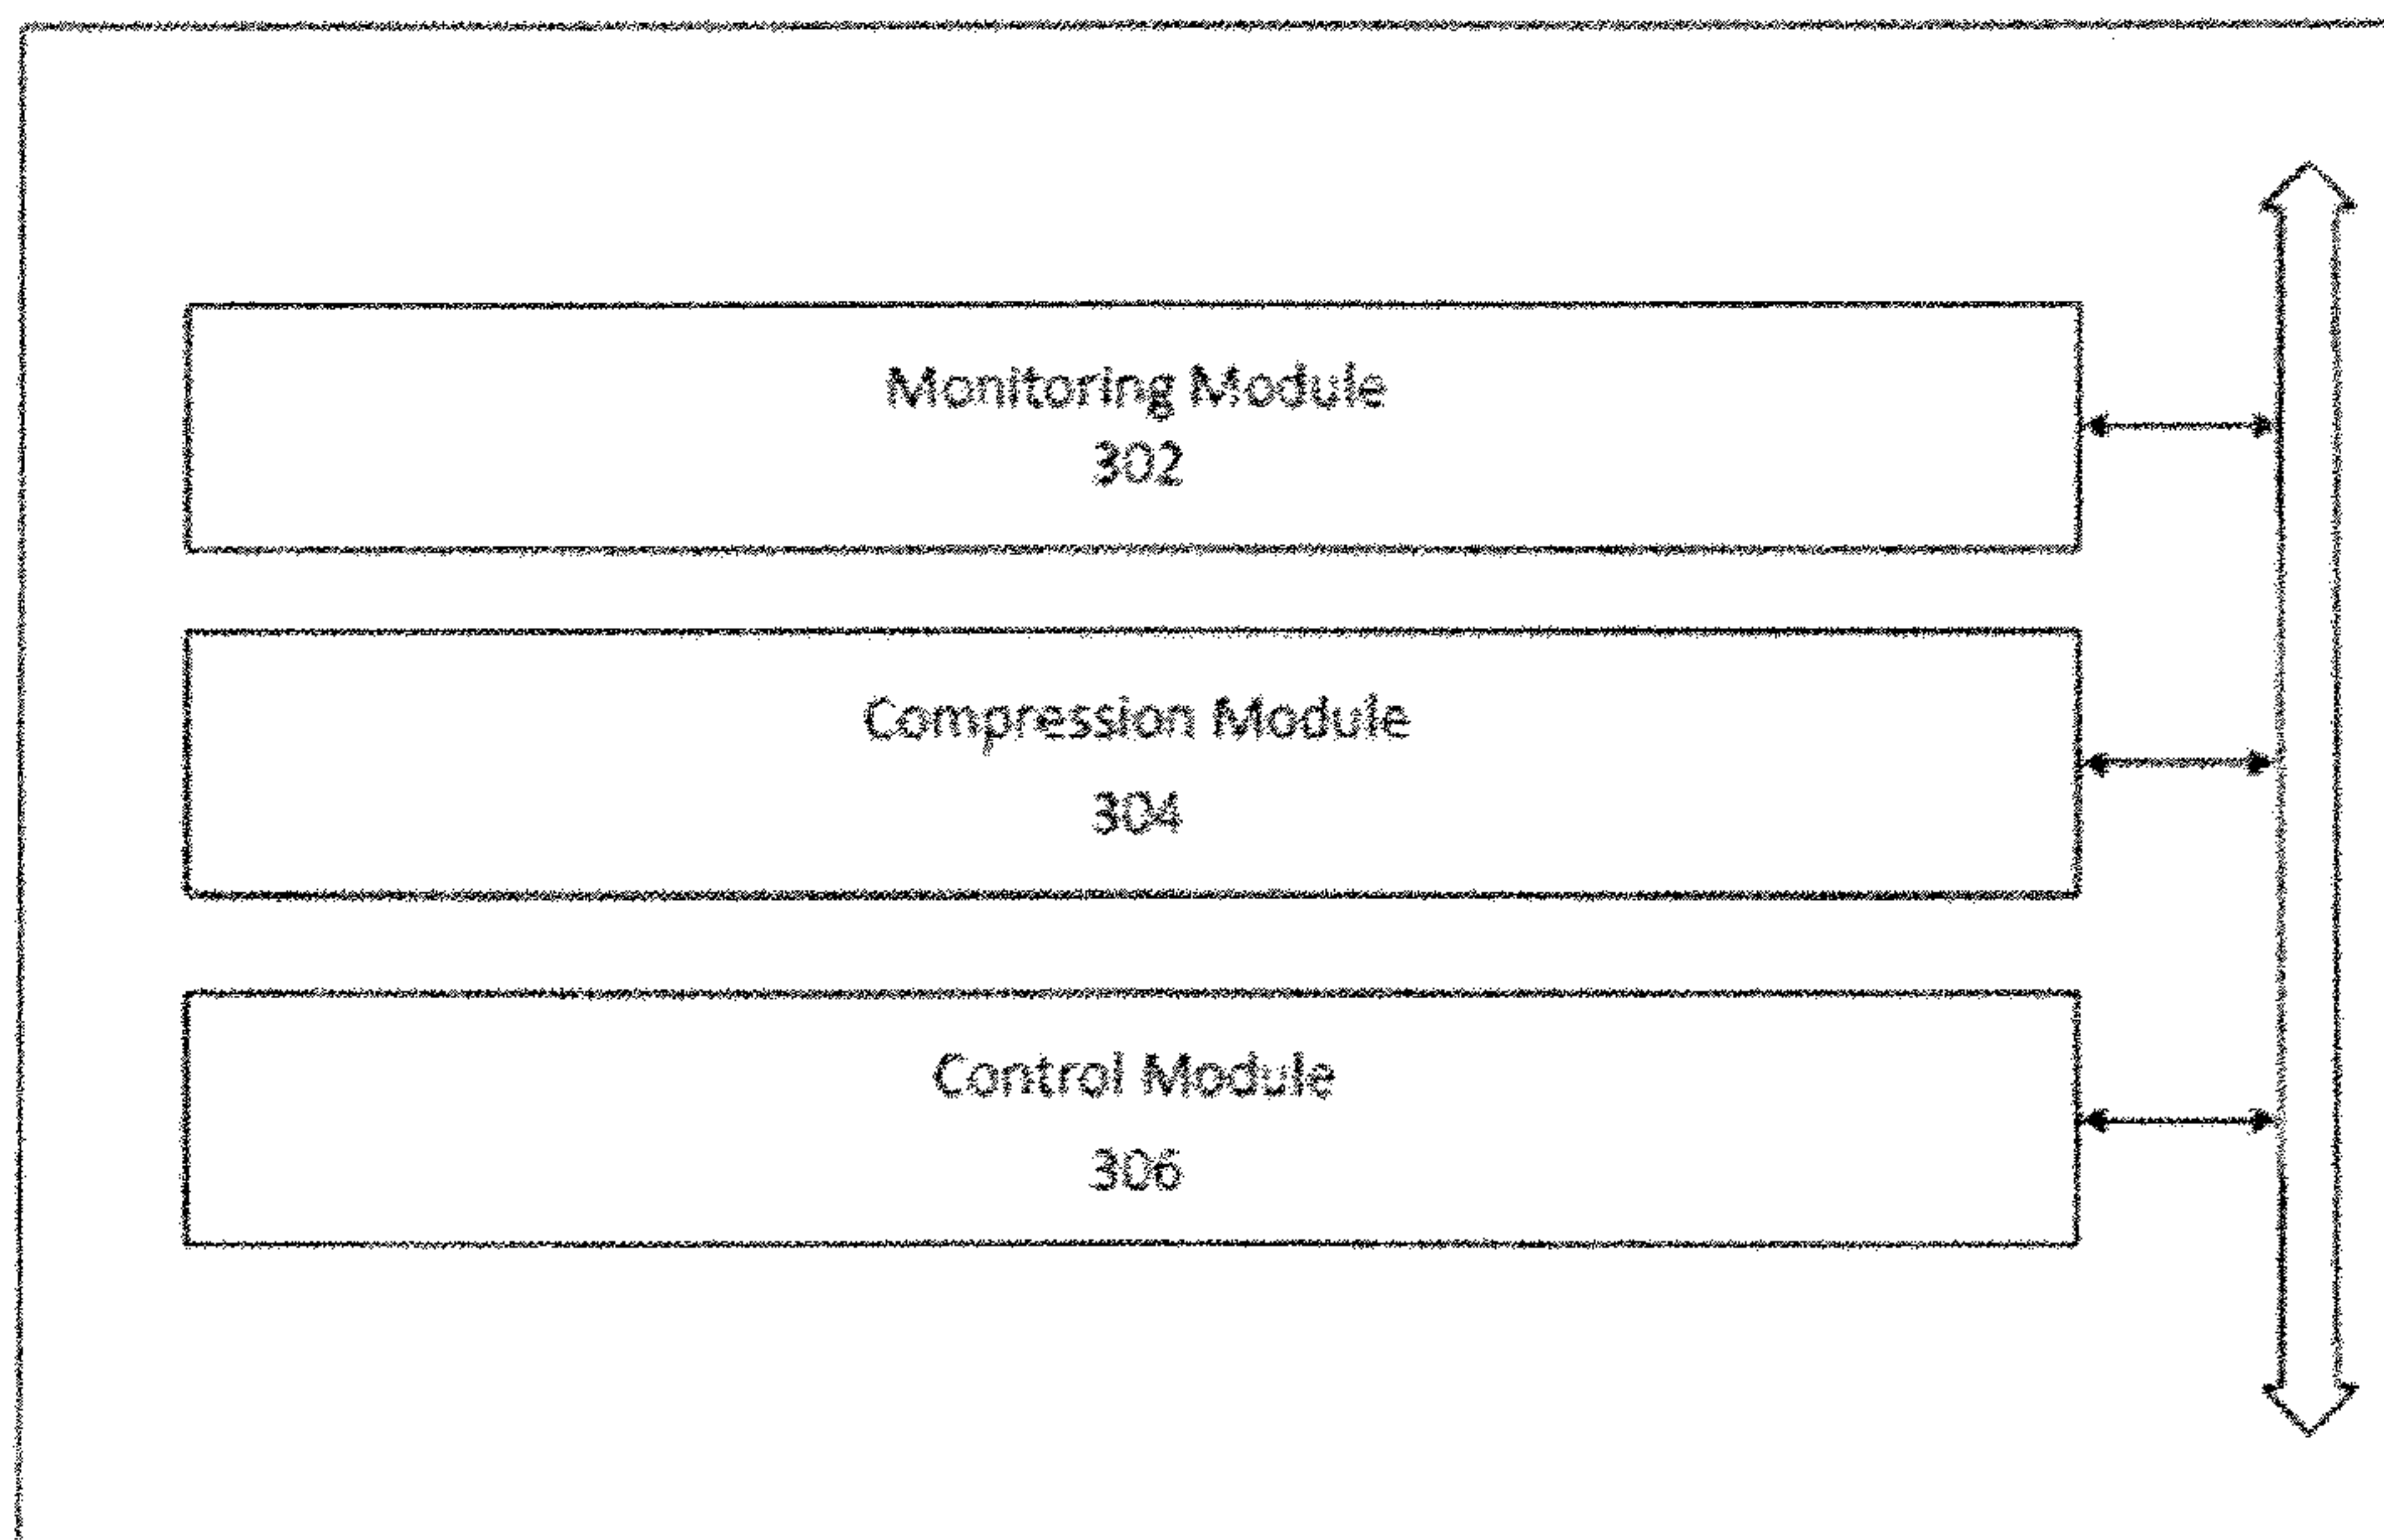 Monitoring Module
302
Compression Module
304
Control Module
306